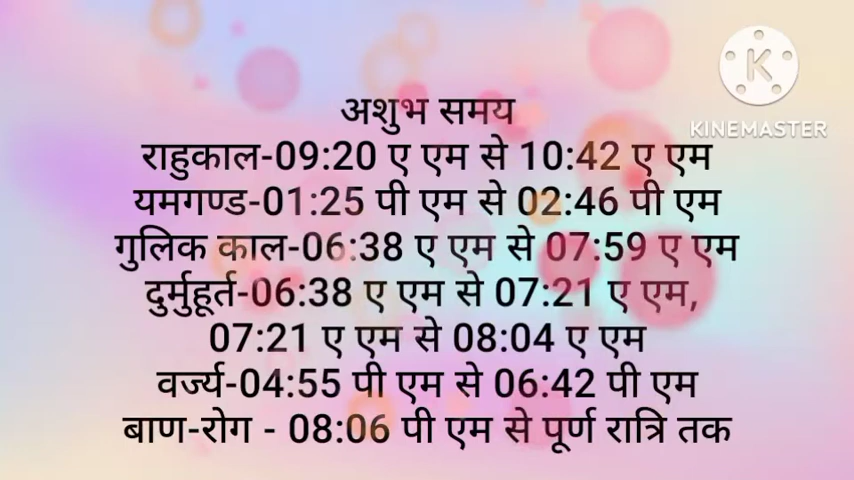 अशुभ समय
KINEMASTER
राहुकाल-09:20 ए एम से 10:42 ए एम
यमगण्ड-01:25 पी एम से 02:46 पी एम
गुलिक काल-06:38 ए एम से 07:59 ए एम
दुर्मुहूर्त-06:38 ए एम से 07:21 ए एम,
07:21 ए एम से 08:04 ए एम
वर्ज्य-04:55 पी एम से 06:42 पी एम
बाण-रोग - 08:06 पी एम से पूर्ण रात्रि तक